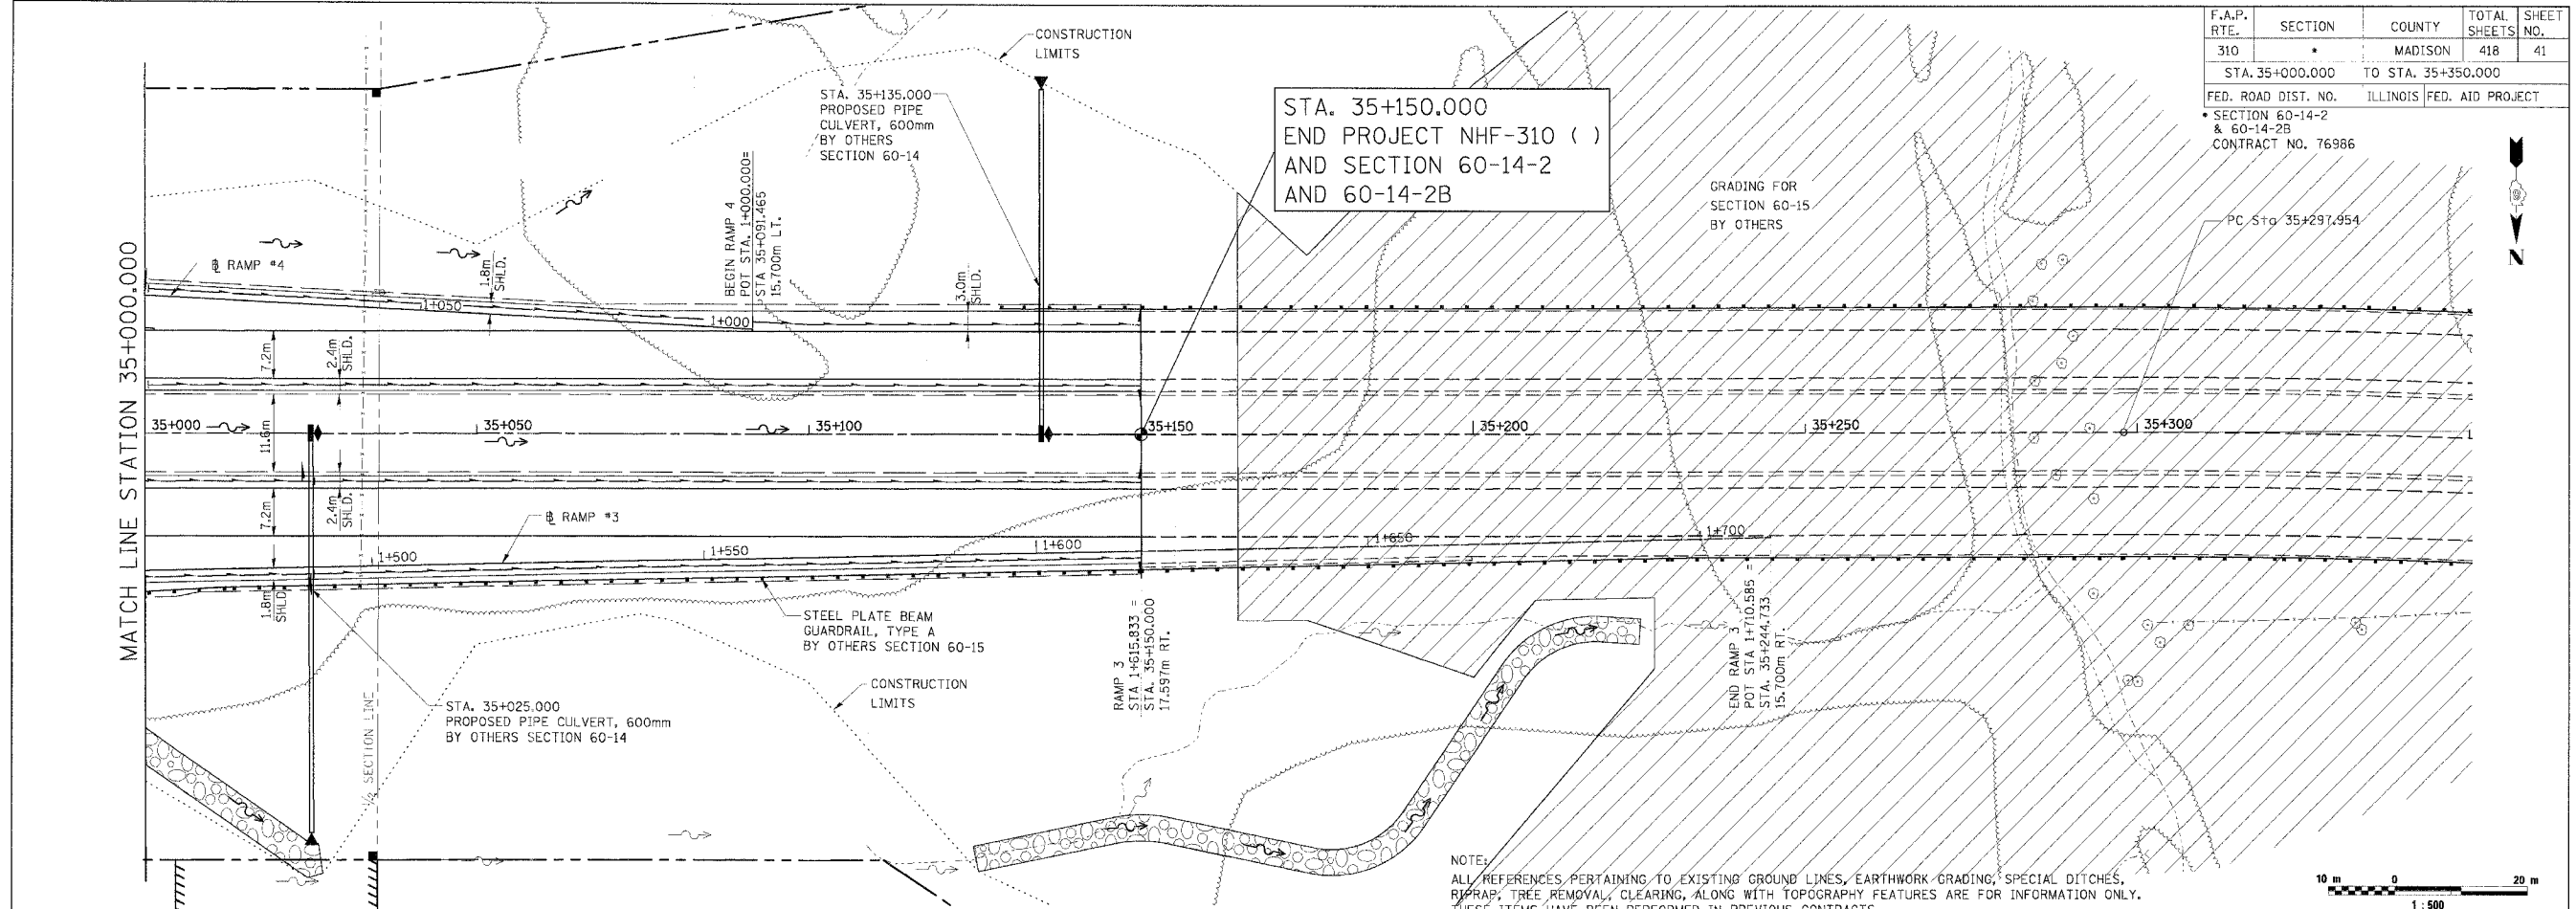 F.A.P.
RTE.
SECTION
COUNTY
TOTAL
SHEETS
SHEET
NO.
310
*
MADISON
418
41
STA. 35+000.000 TO STA. 35+350.000
FED. ROAD DIST. NO. ILLINOIS FED. AID PROJECT
* SECTION 60-14-2
& 60-14-2B
CONTRACT NO. 76986
N
CONSTRUCTION
LIMITS
STA. 35+135.000
PROPOSED PIPE
CULVERT, 600mm
BY OTHERS
SECTION 60-14
STA. 35+150.000
END PROJECT NHF-310 ( )
AND SECTION 60-14-2
AND 60-14-2B
GRADING FOR
SECTION 60-15
BY OTHERS
PC Sta 35+297.954
MATCH LINE STATION 35+000.000
RAMP #4
1+050
1.8m
SHLD.
1+000
BEGIN RAMP 4
POT STA. 1+000.000=
STA 35+091.465
15.700m LT.
3.0m
SHLD.
7.2m
2.4m
SHLD.
35+000
35+050
35+100
35+150
35+200
35+250
35+300
11.6m
7.2m
2.4m
SHLD.
RAMP #3
1+500
1+550
1+600
1+650
1+700
1.8m
SHLD
STEEL PLATE BEAM
GUARDRAIL, TYPE A
BY OTHERS SECTION 60-15
RAMP 3
STA 1+615.833 =
STA. 35+150.000
17.597m RT.
END RAMP 3
POT STA 1+710.585 =
STA. 35+244.733
15.700m RT.
STA. 35+025.000
PROPOSED PIPE CULVERT, 600mm
BY OTHERS SECTION 60-14
CONSTRUCTION
LIMITS
SECTION LINE
NOTE:
ALL REFERENCES PERTAINING TO EXISTING GROUND LINES, EARTHWORK GRADING, SPECIAL DITCHES,
RIPRAP, TREE REMOVAL, CLEARING, ALONG WITH TOPOGRAPHY FEATURES ARE FOR INFORMATION ONLY.
THESE ITEMS HAVE BEEN PERFORMED IN PREVIOUS CONTRACTS.
10 m 0 20 m
1 : 500